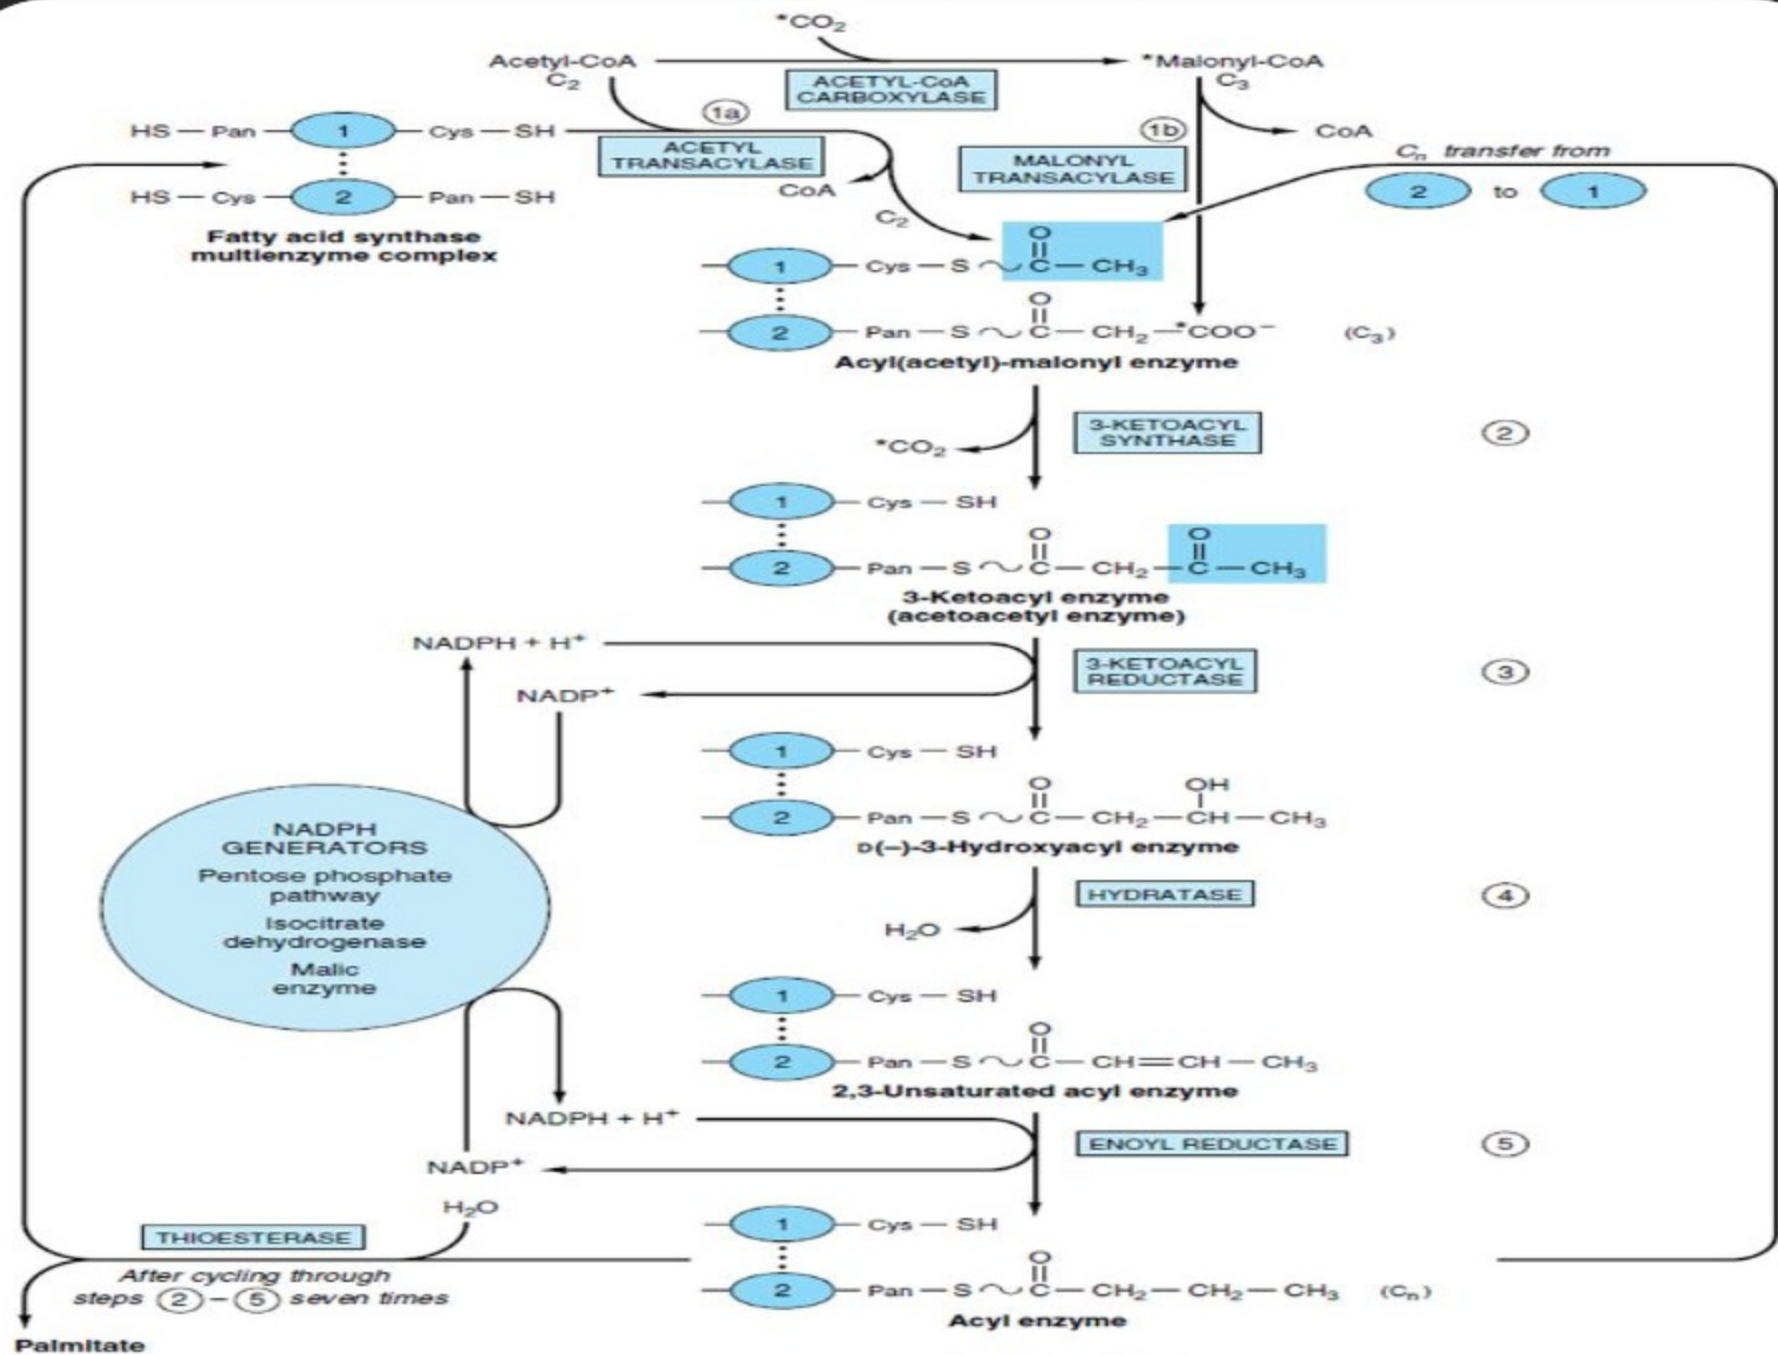 *CO₂
Acetyl-CoA
C₂
*Malonyl-CoA
C₃
ACETYL-CoA
CARBOXYLASE
1a
HS — Pan — 1 — Cys — SH
ACETYL
TRANSACYLASE
1b
CoA
MALONYL
TRANSACYLASE
Cₙ transfer from
2 to 1
HS — Cys — 2 — Pan — SH
CoA
C₂
Fatty acid synthase
multienzyme complex
O
1 — Cys — S ~ C — CH₃
O
2 — Pan — S ~ C — CH₂ — *COO⁻ (C₃)
Acyl(acetyl)-malonyl enzyme
3-KETOACYL
SYNTHASE
2
*CO₂
1 — Cys — SH
O O
2 — Pan — S ~ C — CH₂ — C — CH₃
3-Ketoacyl enzyme
(acetoacetyl enzyme)
NADPH + H⁺
3-KETOACYL
REDUCTASE
3
NADP⁺
1 — Cys — SH
O OH
2 — Pan — S ~ C — CH₂ — CH — CH₃
D(–)-3-Hydroxyacyl enzyme
NADPH
GENERATORS
Pentose phosphate
pathway
Isocitrate
dehydrogenase
Malic
enzyme
HYDRATASE
4
H₂O
1 — Cys — SH
O
2 — Pan — S ~ C — CH = CH — CH₃
2,3-Unsaturated acyl enzyme
NADPH + H⁺
ENOYL REDUCTASE
5
NADP⁺
H₂O
THIOESTERASE
After cycling through
steps 2 – 5 seven times
Palmitate
1 — Cys — SH
O
2 — Pan — S ~ C — CH₂ — CH₂ — CH₃ (Cₙ)
Acyl enzyme